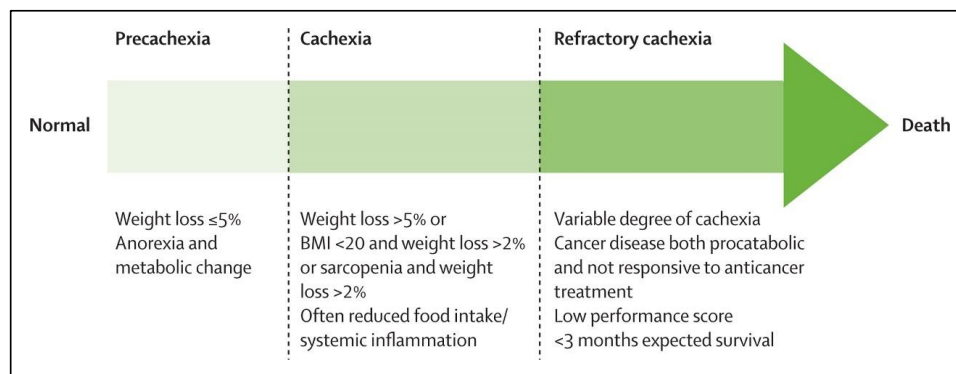 Precachexia
Cachexia
Refractory cachexia
Normal
Death
Weight loss ≤5%
Anorexia and
metabolic change
Weight loss >5% or
BMI <20 and weight loss >2%
or sarcopenia and weight
loss >2%
Often reduced food intake/
systemic inflammation
Variable degree of cachexia
Cancer disease both procatabolic
and not responsive to anticancer
treatment
Low performance score
<3 months expected survival